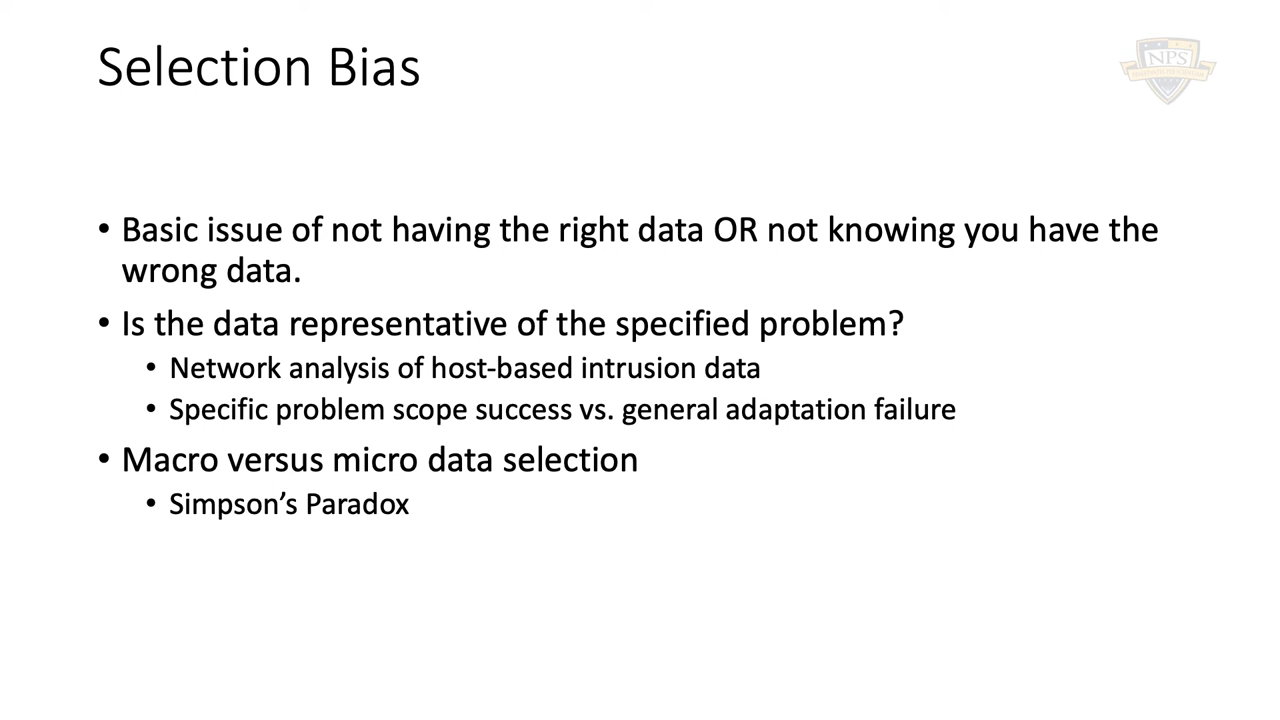 Selection Bias
NPS
• Basic issue of not having the right data OR not knowing you have the
wrong data.
• Is the data representative of the specified problem?
• Network analysis of host-based intrusion data
• Specific problem scope success vs. general adaptation failure
• Macro versus micro data selection
• Simpson’s Paradox